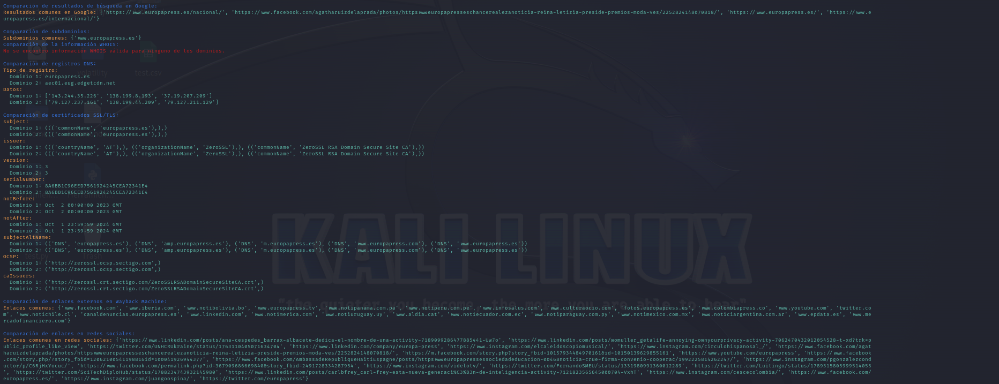 Comparación de resultados de búsqueda en Google:
Resultados comunes en Google: {'https://www.europapress.es/nacional/', 'https://www.facebook.com/agatharuizdelaprada/photos/httpswwweuropapresseschancerealezanoticia-reina-letizia-preside-premios-moda-ves/2252824148070818/', 'https://www.europapress.es/', 'https://www.e
uropapress.es/internacional/'}
Comparación de subdominios:
Subdominios comunes: {'www.europapress.es'}
Comparación de la información WHOIS:
No se encontró información WHOIS válida para ninguno de los dominios.
Comparación de registros DNS:
Tipo de registro:
volatility test.csv
Dominio 1: europapress.es
Dominio 2: aec01.eug.edgetcdn.net
Datos:
Dominio 1: ['143.244.35.226', '138.199.8.193', '37.19.207.209']
Dominio 2: ['79.127.237.161', '138.199.44.209', '79.127.211.129']
Comparación de certificados SSL/TLS:
subject:
Dominio 1: ((('commonName', 'europapress.es'),),)
Dominio 2: ((('commonName', 'europapress.es'),),)
issuer:
Dominio 1: ((('countryName', 'AT'),), (('organizationName', 'ZeroSSL'),), (('commonName', 'ZeroSSL RSA Domain Secure Site CA'),))
Dominio 2: ((('countryName', 'AT'),), (('organizationName', 'ZeroSSL'),), (('commonName', 'ZeroSSL RSA Domain Secure Site CA'),))
version:
Dominio 1: 3
Dominio 2: 3
serialNumber:
Dominio 1: 8A6BB1C96EED7561924245CEA72341E4
Dominio 2: 8A6BB1C96EED7561924245CEA72341E4
notBefore:
Dominio 1: Oct  2 00:00:00 2023 GMT
Dominio 2: Oct  2 00:00:00 2023 GMT
notAfter:
Dominio 1: Oct  1 23:59:59 2024 GMT
Dominio 2: Oct  1 23:59:59 2024 GMT
KALI LINUX
subjectAltName:
Dominio 1: (('DNS', 'europapress.es'), ('DNS', 'amp.europapress.es'), ('DNS', 'm.europapress.es'), ('DNS', 'www.europapress.com'), ('DNS', 'www.europapress.es'))
Dominio 2: (('DNS', 'europapress.es'), ('DNS', 'amp.europapress.es'), ('DNS', 'm.europapress.es'), ('DNS', 'www.europapress.com'), ('DNS', 'www.europapress.es'))
test.py Trash
OCSP:
Dominio 1: ('http://zerossl.ocsp.sectigo.com',)
Dominio 2: ('http://zerossl.ocsp.sectigo.com',)
caIssuers:
Dominio 1: ('http://zerossl.crt.sectigo.com/ZeroSSLRSADomainSecureSiteCA.crt',)
Dominio 2: ('http://zerossl.crt.sectigo.com/ZeroSSLRSADomainSecureSiteCA.crt',)
Comparación de enlaces externos en Wayback Machine:
"the quieter you become, the more you are able to hear"
Enlaces comunes: {'www.facebook.com', 'www.iberia.com', 'www.notibolivia.bo', 'www.europapress.tv', 'www.notipanama.com.pa', 'www.notiperu.com.pe', 'www.infosalus.com', 'www.culturaocio.com', 'fotos.europapress.es', 'www.colombiapress.co', 'www.youtube.com', 'twitter.co
m', 'www.notichile.cl', 'canaldenuncias.europapress.es', 'www.linkedin.com', 'www.notimerica.com', 'www.notiuruguay.uy', 'www.aldia.cat', 'www.notiecuador.com.ec', 'www.notiparaguay.com.py', 'www.notimexico.com.mx', 'www.noticiargentina.com.ar', 'www.epdata.es', 'www.me
rcadofinanciero.com'}
Comparación de enlaces en redes sociales:
Enlaces comunes en redes sociales: {'https://www.linkedin.com/posts/ana-cespedes_barrax-albacete-dedica-el-nombre-de-una-activity-7189099286477885441-Uw7o', 'https://www.linkedin.com/posts/womuller_getalife-annoying-ownyourprivacy-activity-7062470432012054528-t-xd?trk=p
ublic_profile_like_view', 'https://twitter.com/UNHCRUkraine/status/1763110405071634704', 'https://www.linkedin.com/company/europa-press', 'https://www.instagram.com/elcaleidoscopiomusical/', 'https://www.instagram.com/circulohispanosal_/', 'https://www.facebook.com/agat
haruizdelaprada/photos/httpswwweuropapresseschancerealezanoticia-reina-letizia-preside-premios-moda-ves/2252824148070818/', 'https://m.facebook.com/story.php?story_fbid=10157934484970161&id=10150139629855161', 'https://www.youtube.com/europapress', 'https://www.facebook
.com/story.php/?story_fbid=120621005411988​1&id=100041926944377', 'https://www.facebook.com/AmbassadeRepubliqueHaitiEspagne/posts/httpswwweuropapressessociedadeducacion-00468noticia-crue-firma-convenio-cooperac/1992225814262247/', 'https://www.instagram.com/pgonzalezcond
uctor/p/C6RjHxYocuc/', 'https://www.facebook.com/permalink.php?id=367909686669840&story_fbid=2491728334287954', 'https://www.instagram.com/videlotv/', 'https://twitter.com/FernandoSMEU/status/1331980991360012289', 'https://twitter.com/Luitingo/status/1789315805999514055
', 'https://twitter.com/SciTechDiploHub/status/1788234743932145980', 'https://www.linkedin.com/posts/carlbfrey_carl-frey-esta-nueva-generaci%C3%B3n-de-inteligencia-activity-7121823565645000704-VxhT', 'https://www.instagram.com/cescecolombia/', 'https://www.facebook.com/
europapress.es/', 'https://www.instagram.com/juangoospina/', 'https://twitter.com/europapress'}